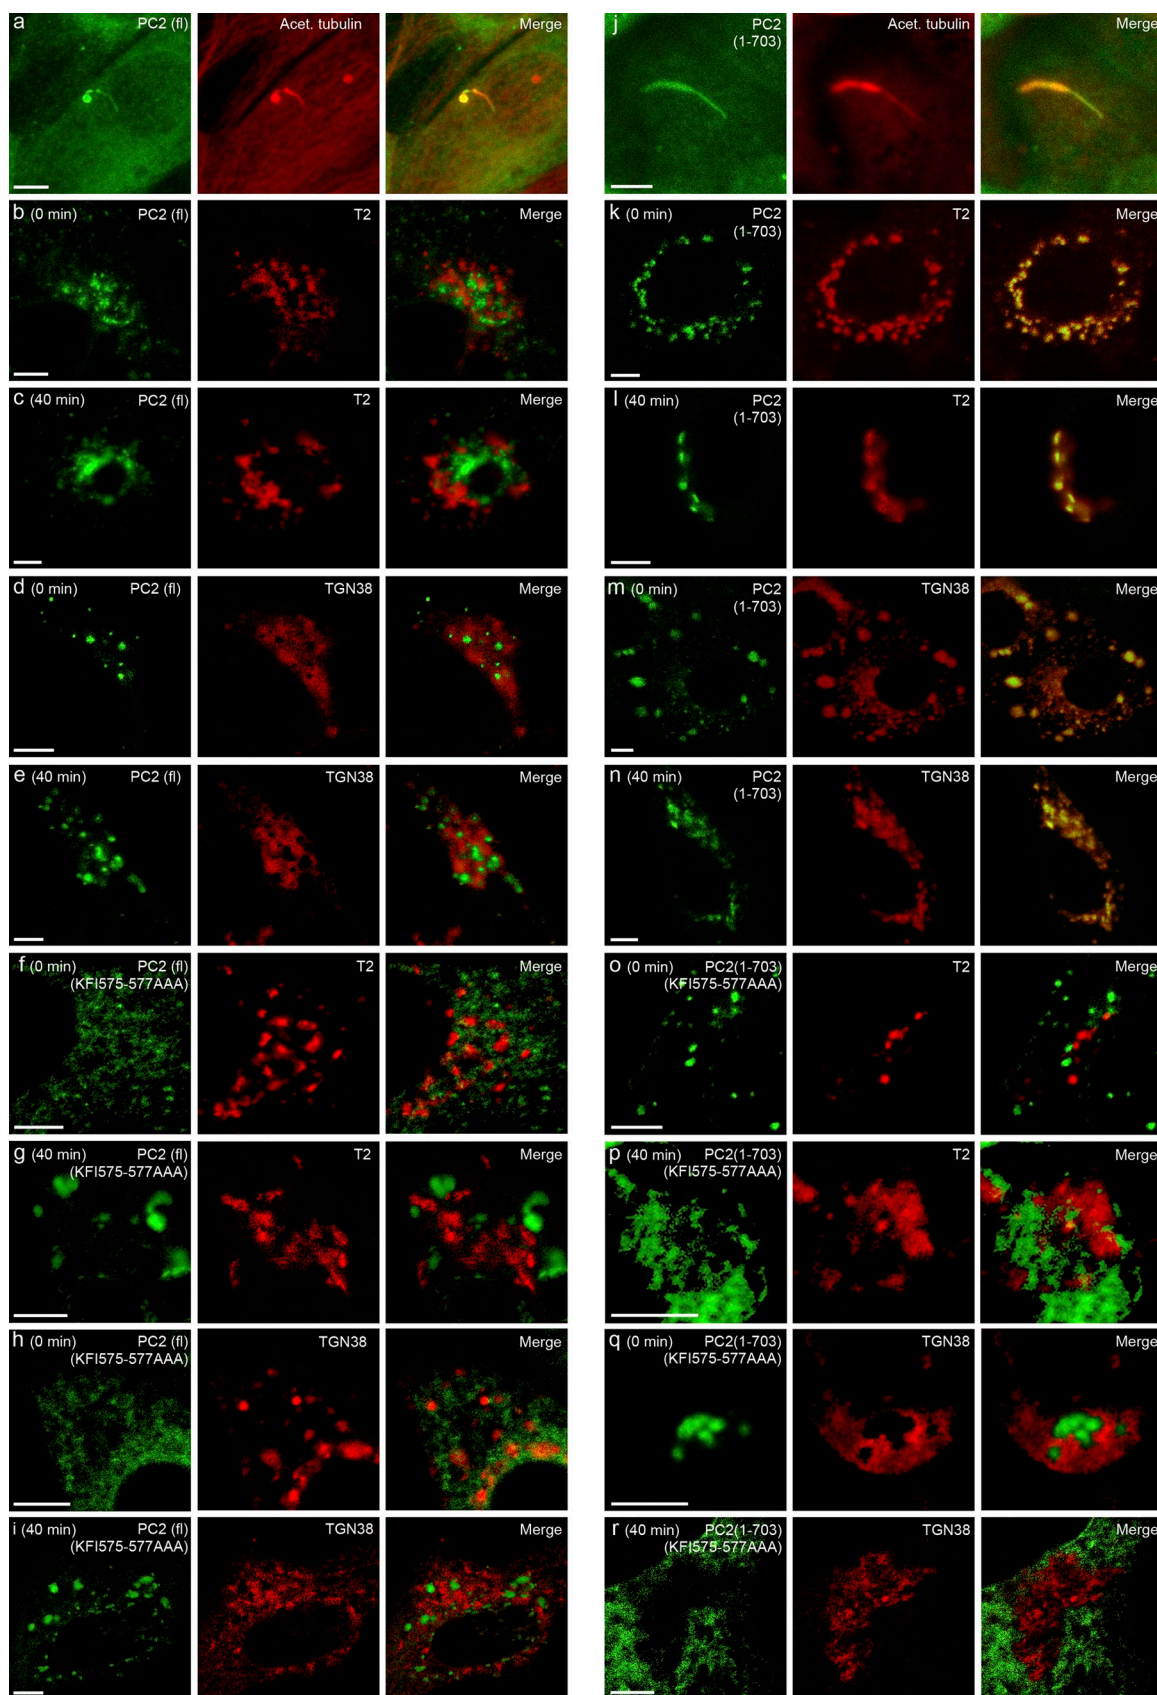 a PC2 (fl) Acet. tubulin Merge
b (0 min) PC2 (fl) T2 Merge
c (40 min) PC2 (fl) T2 Merge
d (0 min) PC2 (fl) TGN38 Merge
e (40 min) PC2 (fl) TGN38 Merge
f (0 min) PC2 (fl) T2 Merge
(KFI575-577AAA)
g (40 min) PC2 (fl) T2 Merge
(KFI575-577AAA)
h (0 min) PC2 (fl) TGN38 Merge
(KFI575-577AAA)
i (40 min) PC2 (fl) TGN38 Merge
(KFI575-577AAA)
j PC2 Acet. tubulin Merge
(1-703)
k (0 min) PC2 T2 Merge
(1-703)
l (40 min) PC2 T2 Merge
(1-703)
m (0 min) PC2 TGN38 Merge
(1-703)
n (40 min) PC2 TGN38 Merge
(1-703)
o (0 min) PC2(1-703) T2 Merge
(KFI575-577AAA)
p (40 min) PC2(1-703) T2 Merge
(KFI575-577AAA)
q (0 min) PC2(1-703) TGN38 Merge
(KFI575-577AAA)
r (40 min) PC2(1-703) TGN38 Merge
(KFI575-577AAA)